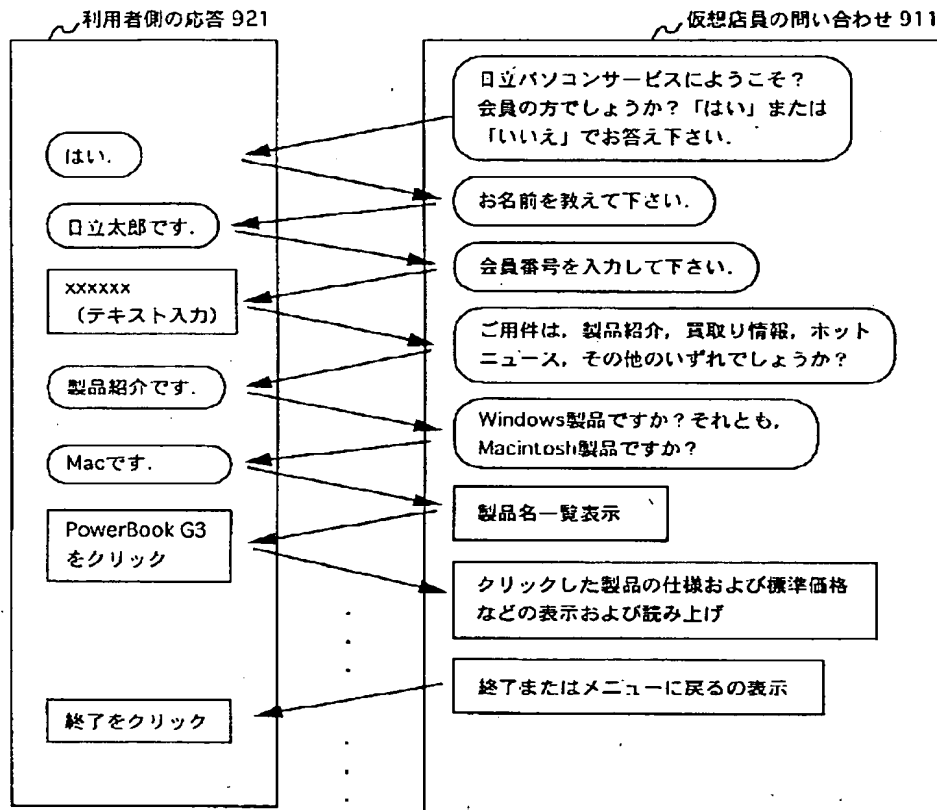 利用者側の応答 921
仮想店員の問い合わせ 911
日立パソコンサービスにようこそ？
会員の方でしょうか？「はい」または
「いいえ」でお答え下さい．
はい．
お名前を教えて下さい．
日立太郎です．
会員番号を入力して下さい．
xxxxxx
（テキスト入力）
ご用件は，製品紹介，買取り情報，ホット
ニュース，その他のいずれでしょうか？
製品紹介です．
Windows製品ですか？それとも，
Macintosh製品ですか？
Macです．
製品名一覧表示
PowerBook G3
をクリック
クリックした製品の仕様および標準価格
などの表示および読み上げ
終了またはメニューに戻るの表示
終了をクリック